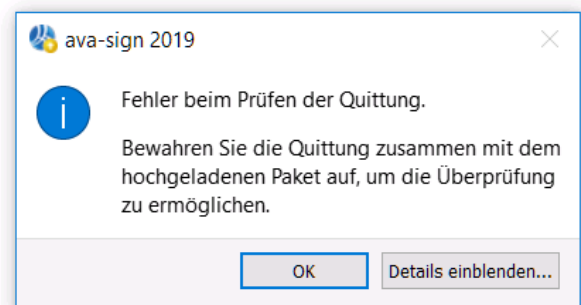 ava-sign 2019
Fehler beim Prüfen der Quittung.
Bewahren Sie die Quittung zusammen mit dem
hochgeladenen Paket auf, um die Überprüfung
zu ermöglichen.
OK
Details einblenden...